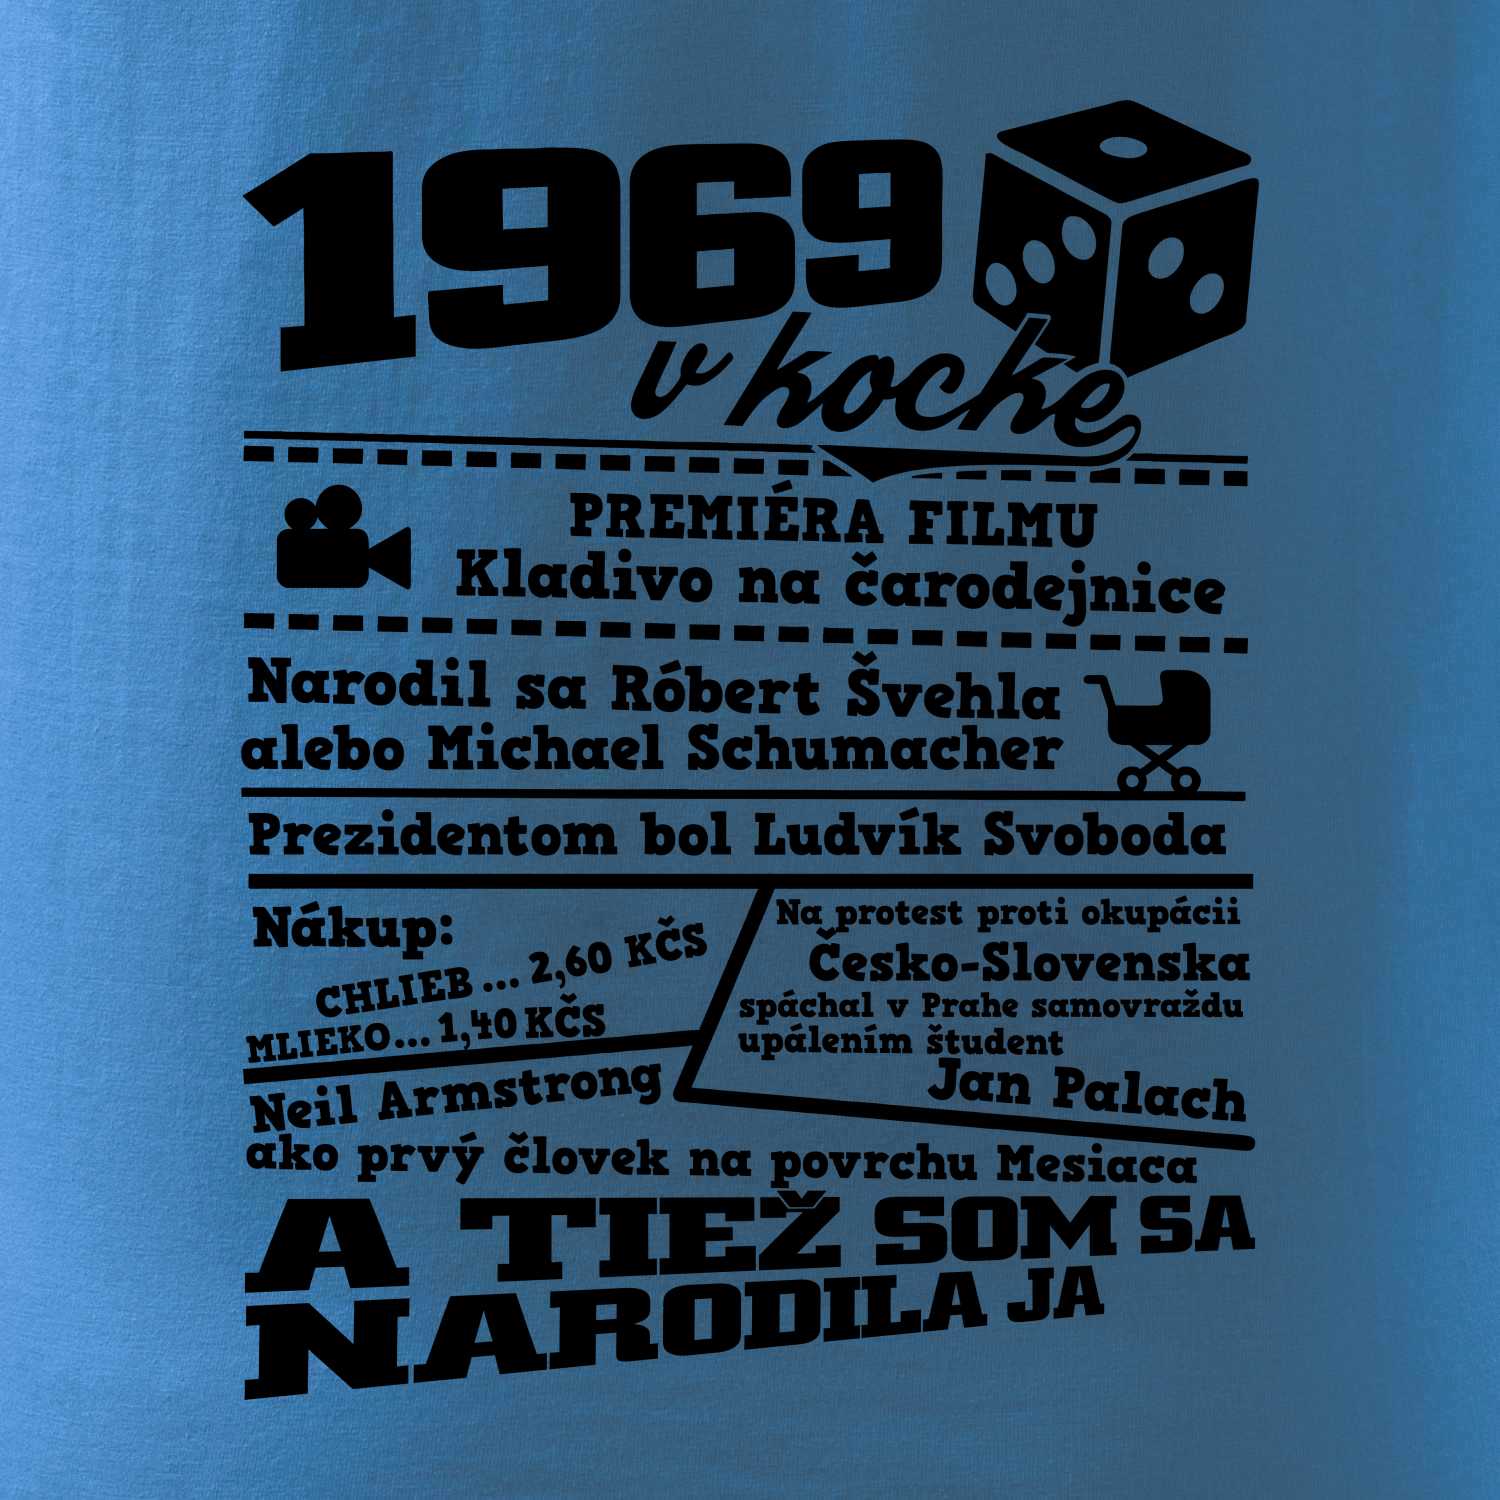 1969
v kocke
PREMIÉRA FILMU
Kladivo na čarodejnice
Narodil sa Róbert Švehla
alebo Michael Schumacher
Prezidentom bol Ludvík Svoboda
Nákup:
CHLIEB... 2,60 KČS
MLIEKO... 1,40 KČS
Na protest proti okupácii
Česko-Slovenska
spáchal v Prahe samovraždu
upálením študent
Jan Palach
Neil Armstrong
ako prvý človek na povrchu Mesiaca
A TIEŽ SOM SA
NARODILA JA